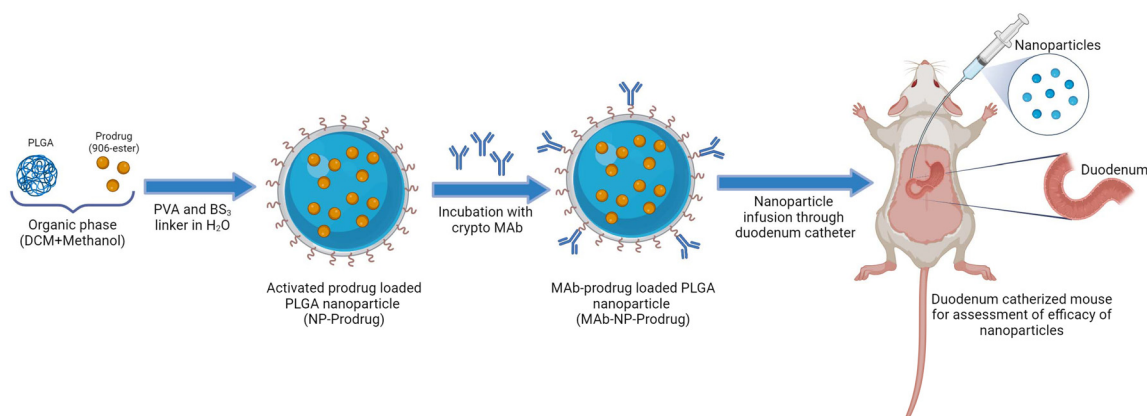 PLGA
Prodrug
(906-ester)
Organic phase
(DCM+Methanol)
PVA and BS₃
linker in H₂O
Activated prodrug loaded
PLGA nanoparticle
(NP-Prodrug)
Incubation with
crypto MAb
MAb-prodrug loaded PLGA
nanoparticle
(MAb-NP-Prodrug)
Nanoparticle
infusion through
duodenum catheter
Nanoparticles
Duodenum
Duodenum catherized mouse
for assessment of efficacy of
nanoparticles